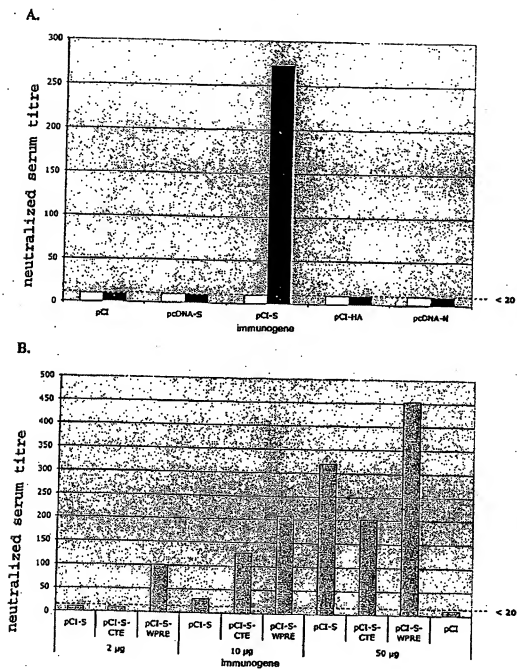 A.
neutralized serum titre
300
250
200
150
100
50
0
< 20
pCI pcDNA-S pCI-S pCI-HA pcDNA-N
immunogene
B.
neutralized serum titre
500
450
400
350
300
250
200
150
100
50
0
< 20
pCI-S pCI-S-CTE pCI-S-WPRE pCI-S pCI-S-CTE pCI-S-WPRE pCI-S pCI-S-CTE pCI-S-WPRE pCI
2 µg 10 µg 50 µg
immunogene